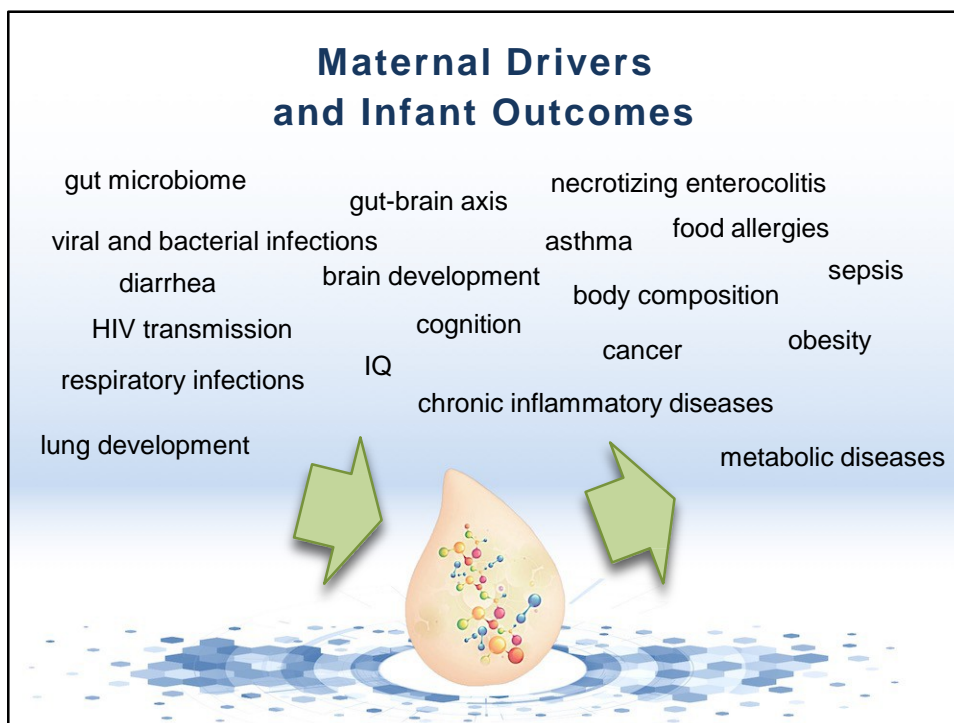 Maternal Drivers
and Infant Outcomes
gut microbiome
necrotizing enterocolitis
gut-brain axis
food allergies
viral and bacterial infections
asthma
sepsis
diarrhea
brain development
body composition
HIV transmission
cognition
obesity
cancer
IQ
respiratory infections
chronic inflammatory diseases
lung development
metabolic diseases